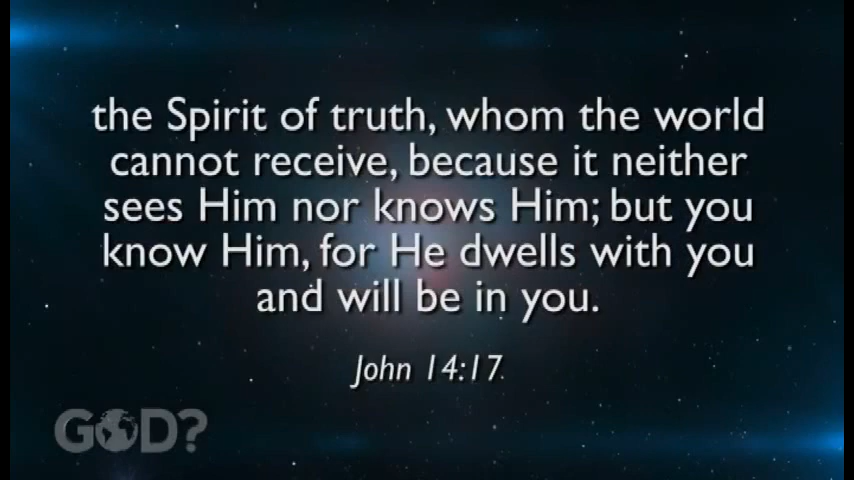 the Spirit of truth, whom the world
cannot receive, because it neither
sees Him nor knows Him; but you
know Him, for He dwells with you
and will be in you.
John 14:17
GOD?